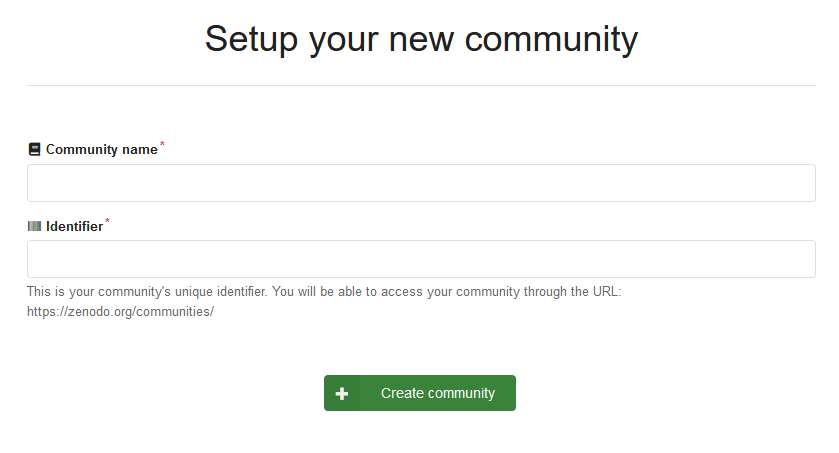 Setup your new community
Community name*
Identifier*
This is your community's unique identifier. You will be able to access your community through the URL:
https://zenodo.org/communities/
Create community